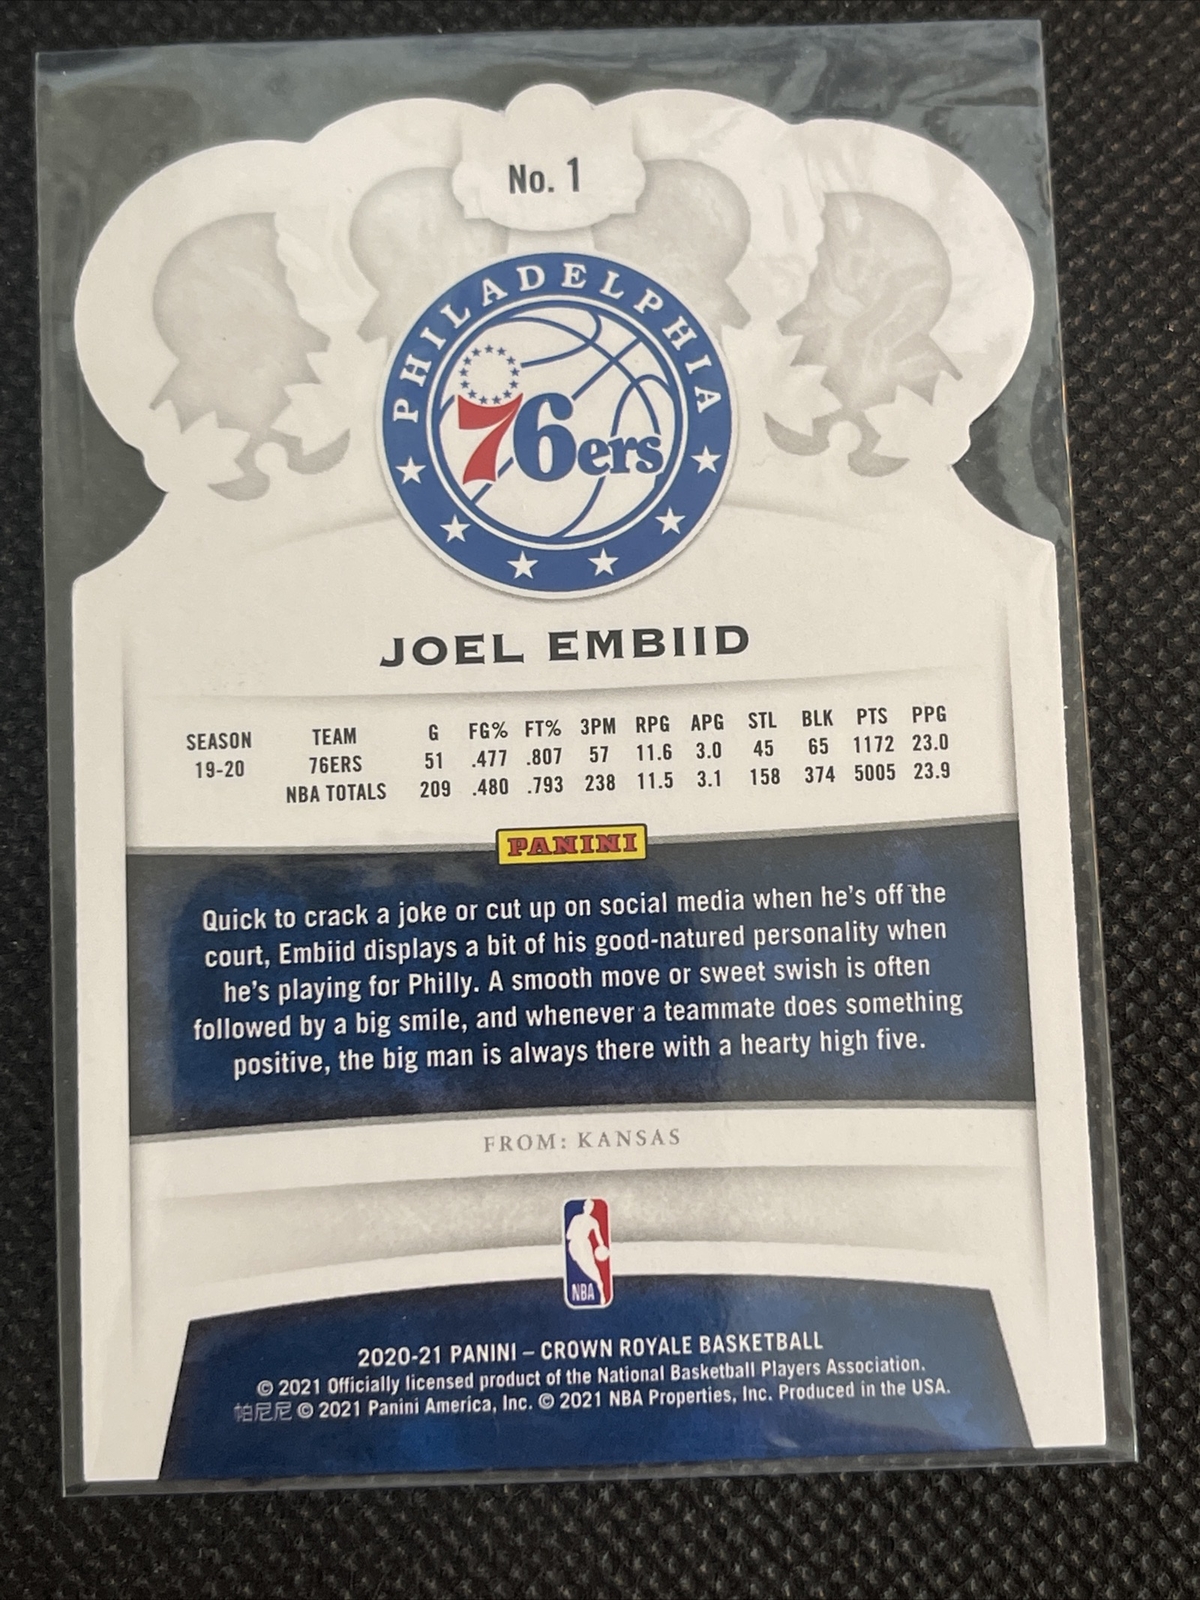 No. 1
PHILADELPHIA
76ers
JOEL EMBIID
SEASON TEAM G FG% FT% 3PM RPG APG STL BLK PTS PPG
19-20 76ERS 51 .477 .807 57 11.6 3.0 45 65 1172 23.0
NBA TOTALS 209 .480 .793 238 11.5 3.1 158 374 5005 23.9
PANINI
Quick to crack a joke or cut up on social media when he's off the
court, Embiid displays a bit of his good-natured personality when
he's playing for Philly. A smooth move or sweet swish is often
followed by a big smile, and whenever a teammate does something
positive, the big man is always there with a hearty high five.
FROM: KANSAS
NBA
2020-21 PANINI – CROWN ROYALE BASKETBALL
© 2021 Officially licensed product of the National Basketball Players Association.
帕尼尼 © 2021 Panini America, Inc. © 2021 NBA Properties, Inc. Produced in the USA.